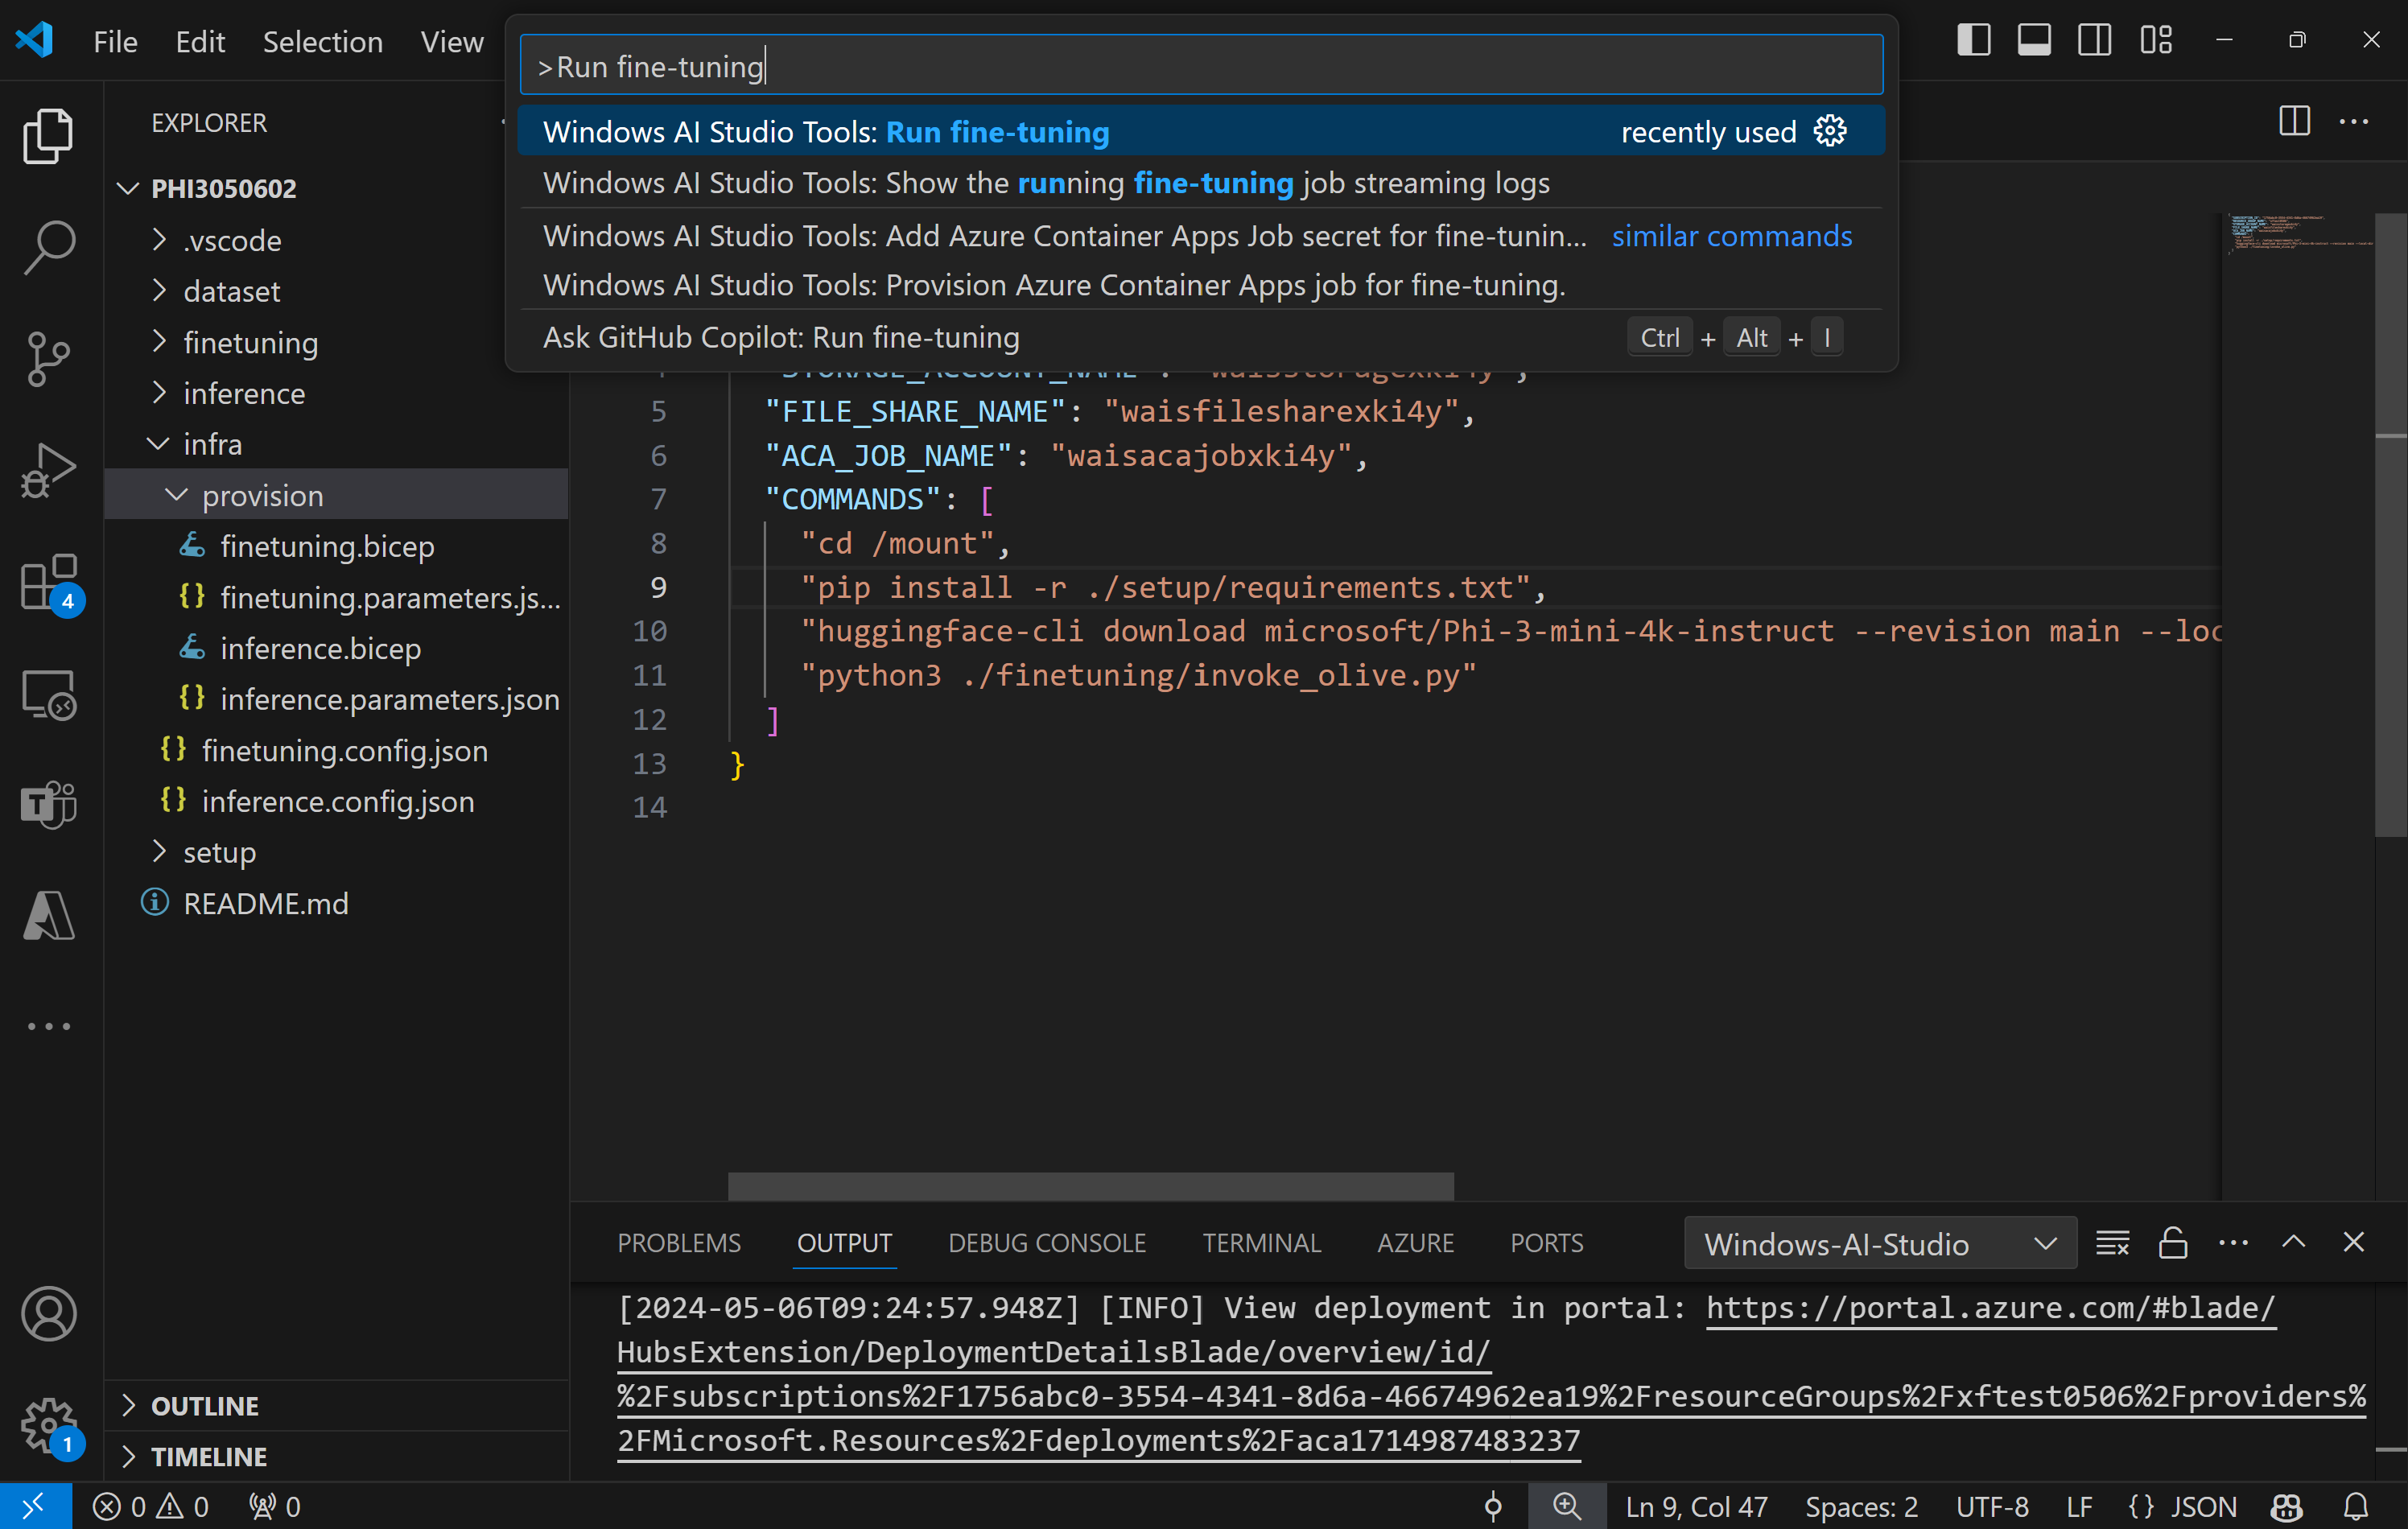 File Edit Selection View
>Run fine-tuning
Windows AI Studio Tools: Run fine-tuning recently used
Windows AI Studio Tools: Show the running fine-tuning job streaming logs
Windows AI Studio Tools: Add Azure Container Apps Job secret for fine-tunin... similar commands
Windows AI Studio Tools: Provision Azure Container Apps job for fine-tuning.
Ask GitHub Copilot: Run fine-tuning Ctrl + Alt + I
EXPLORER
PHI3050602
.vscode
dataset
finetuning
inference
infra
provision
finetuning.bicep
finetuning.parameters.js...
inference.bicep
inference.parameters.json
finetuning.config.json
inference.config.json
setup
README.md
4
OUTLINE
TIMELINE
1
4 "STORAGE_ACCOUNT_NAME": "waisstoragexki4y",
5 "FILE_SHARE_NAME": "waisfilesharexki4y",
6 "ACA_JOB_NAME": "waisacajobxki4y",
7 "COMMANDS": [
8 "cd /mount",
9 "pip install -r ./setup/requirements.txt",
10 "huggingface-cli download microsoft/Phi-3-mini-4k-instruct --revision main --loc
11 "python3 ./finetuning/invoke_olive.py"
12 ]
13 }
14
PROBLEMS OUTPUT DEBUG CONSOLE TERMINAL AZURE PORTS Windows-AI-Studio
[2024-05-06T09:24:57.948Z] [INFO] View deployment in portal: https://portal.azure.com/#blade/
HubsExtension/DeploymentDetailsBlade/overview/id/
%2Fsubscriptions%2F1756abc0-3554-4341-8d6a-46674962ea19%2FresourceGroups%2Fxftest0506%2Fproviders%
2FMicrosoft.Resources%2Fdeployments%2Faca1714987483237
0 0 0 Ln 9, Col 47 Spaces: 2 UTF-8 LF {} JSON